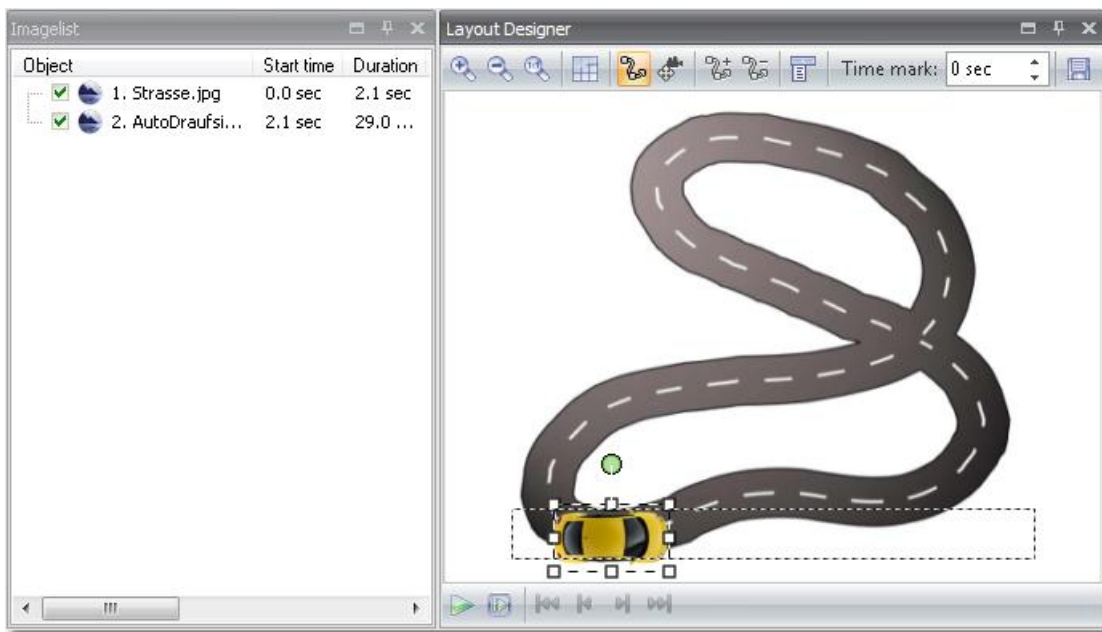 Imagelist
Object Start time Duration
1. Strasse.jpg 0.0 sec 2.1 sec
2. AutoDraufsi... 2.1 sec 29.0 ...
Layout Designer
Time mark: 0 sec